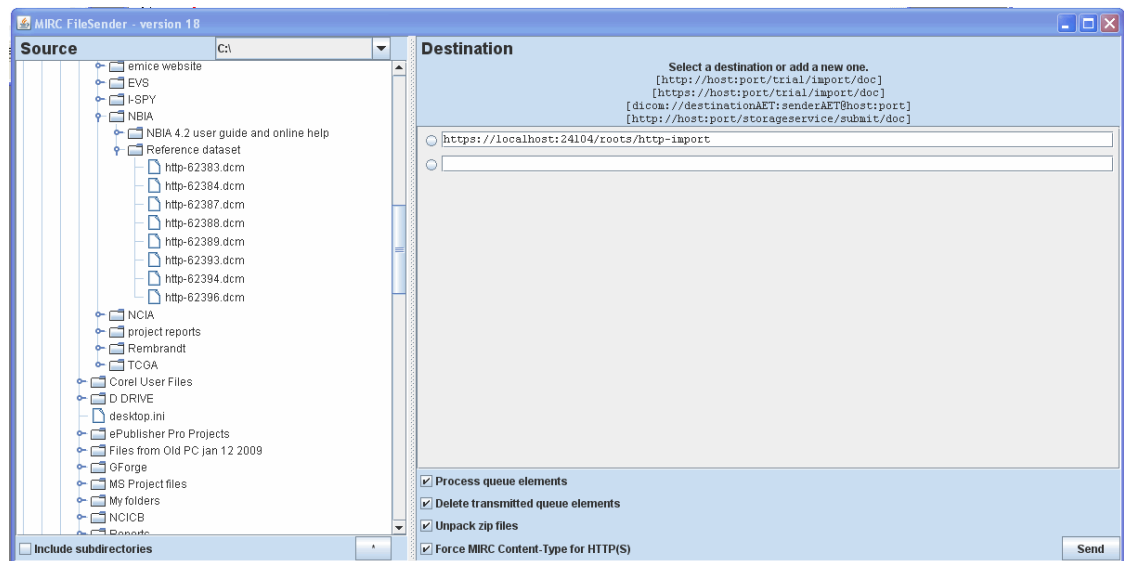 MIRC FileSender - version 18
Source
C:\
emice website
EVS
I-SPY
NBIA
NBIA 4.2 user guide and online help
Reference dataset
http-62383.dcm
http-62384.dcm
http-62387.dcm
http-62388.dcm
http-62389.dcm
http-62393.dcm
http-62394.dcm
http-62396.dcm
NCIA
project reports
Rembrandt
TCGA
Corel User Files
D DRIVE
desktop.ini
ePublisher Pro Projects
Files from Old PC jan 12 2009
GForge
MS Project files
My folders
NCICB
Reports
Include subdirectories
*
Destination
Select a destination or add a new one.
[http://host:port/trial/import/doc]
[https://host:port/trial/import/doc]
[dicom://destinationAET:senderAET@host:port]
[http://host:port/storageservice/submit/doc]
https://localhost:24104/roots/http-import
Process queue elements
Delete transmitted queue elements
Unpack zip files
Force MIRC Content-Type for HTTP(S)
Send